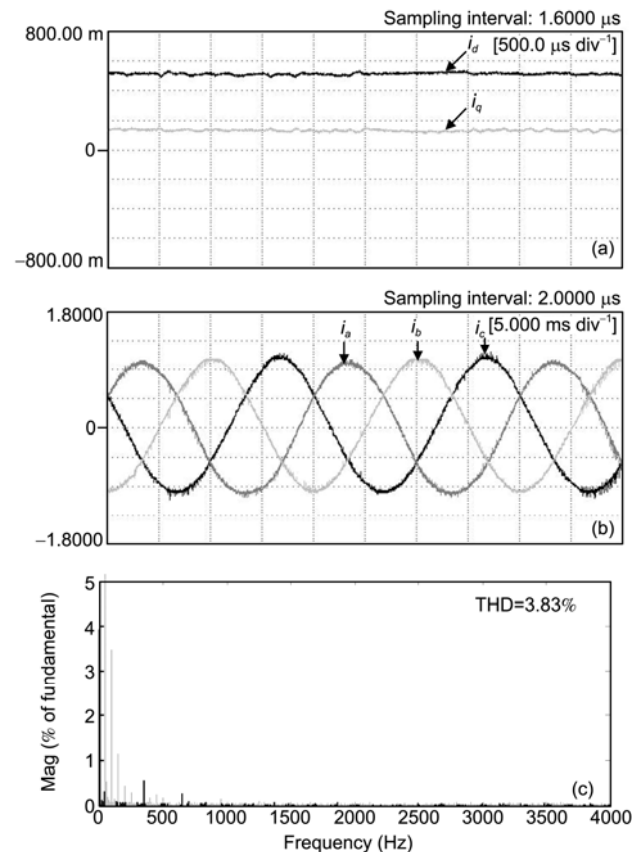 Sampling interval: 1.6000 μs
800.00 m
i_d [500.0 μs div⁻¹]
i_q
0
−800.00 m
(a)
Sampling interval: 2.0000 μs
1.8000
i_a i_b i_c [5.000 ms div⁻¹]
0
−1.8000
(b)
5
THD=3.83%
4
3
2
1
0
(c)
Mag (% of fundamental)
0 500 1000 1500 2000 2500 3000 3500 4000
Frequency (Hz)